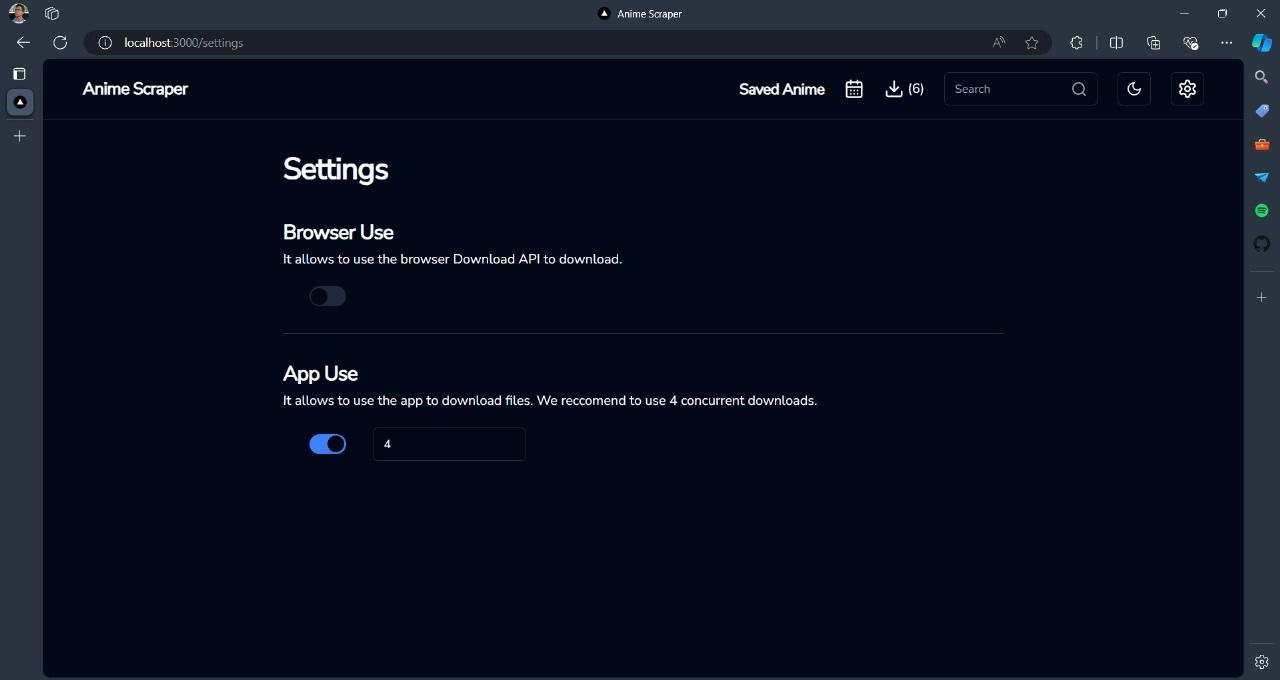 Anime Scraper
localhost:3000/settings
Anime Scraper
Saved Anime
(6)
Search
Settings
Browser Use
It allows to use the browser Download API to download.
App Use
It allows to use the app to download files. We reccomend to use 4 concurrent downloads.
4